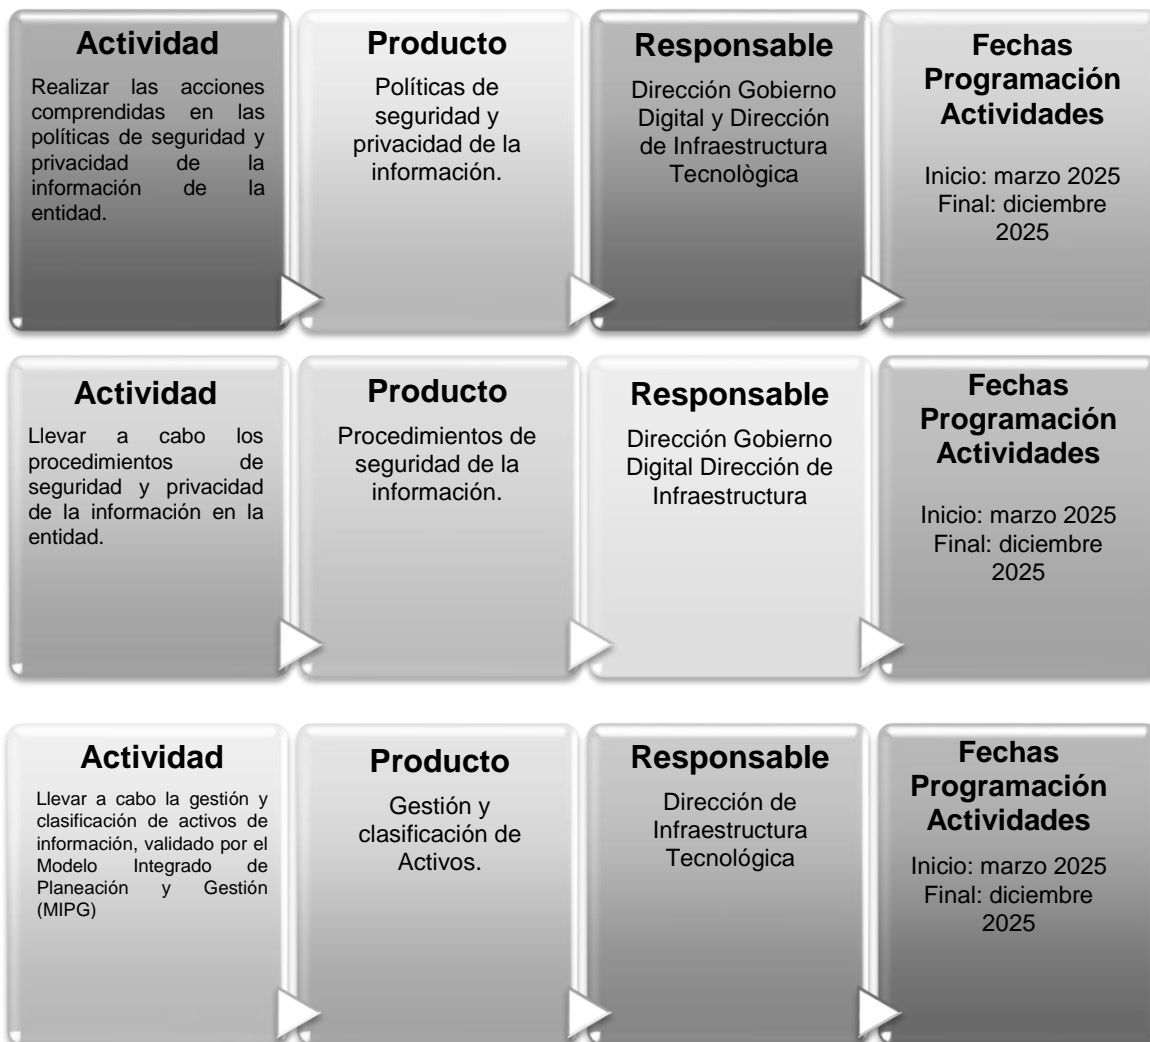 Actividad
Realizar las acciones
comprendidas en las
políticas de seguridad y
privacidad de la
información de la
entidad.
Producto
Políticas de
seguridad y
privacidad de la
información.
Responsable
Dirección Gobierno
Digital y Dirección
de Infraestructura
Tecnològica
Fechas
Programación
Actividades
Inicio: marzo 2025
Final: diciembre
2025
Actividad
Llevar a cabo los
procedimientos de
seguridad y privacidad
de la información en la
entidad.
Producto
Procedimientos de
seguridad de la
información.
Responsable
Dirección Gobierno
Digital Dirección de
Infraestructura
Fechas
Programación
Actividades
Inicio: marzo 2025
Final: diciembre
2025
Actividad
Llevar a cabo la gestión y
clasificación de activos de
información, validado por el
Modelo Integrado de
Planeación y Gestión
(MIPG)
Producto
Gestión y
clasificación de
Activos.
Responsable
Dirección de
Infraestructura
Tecnológica
Fechas
Programación
Actividades
Inicio: marzo 2025
Final: diciembre
2025